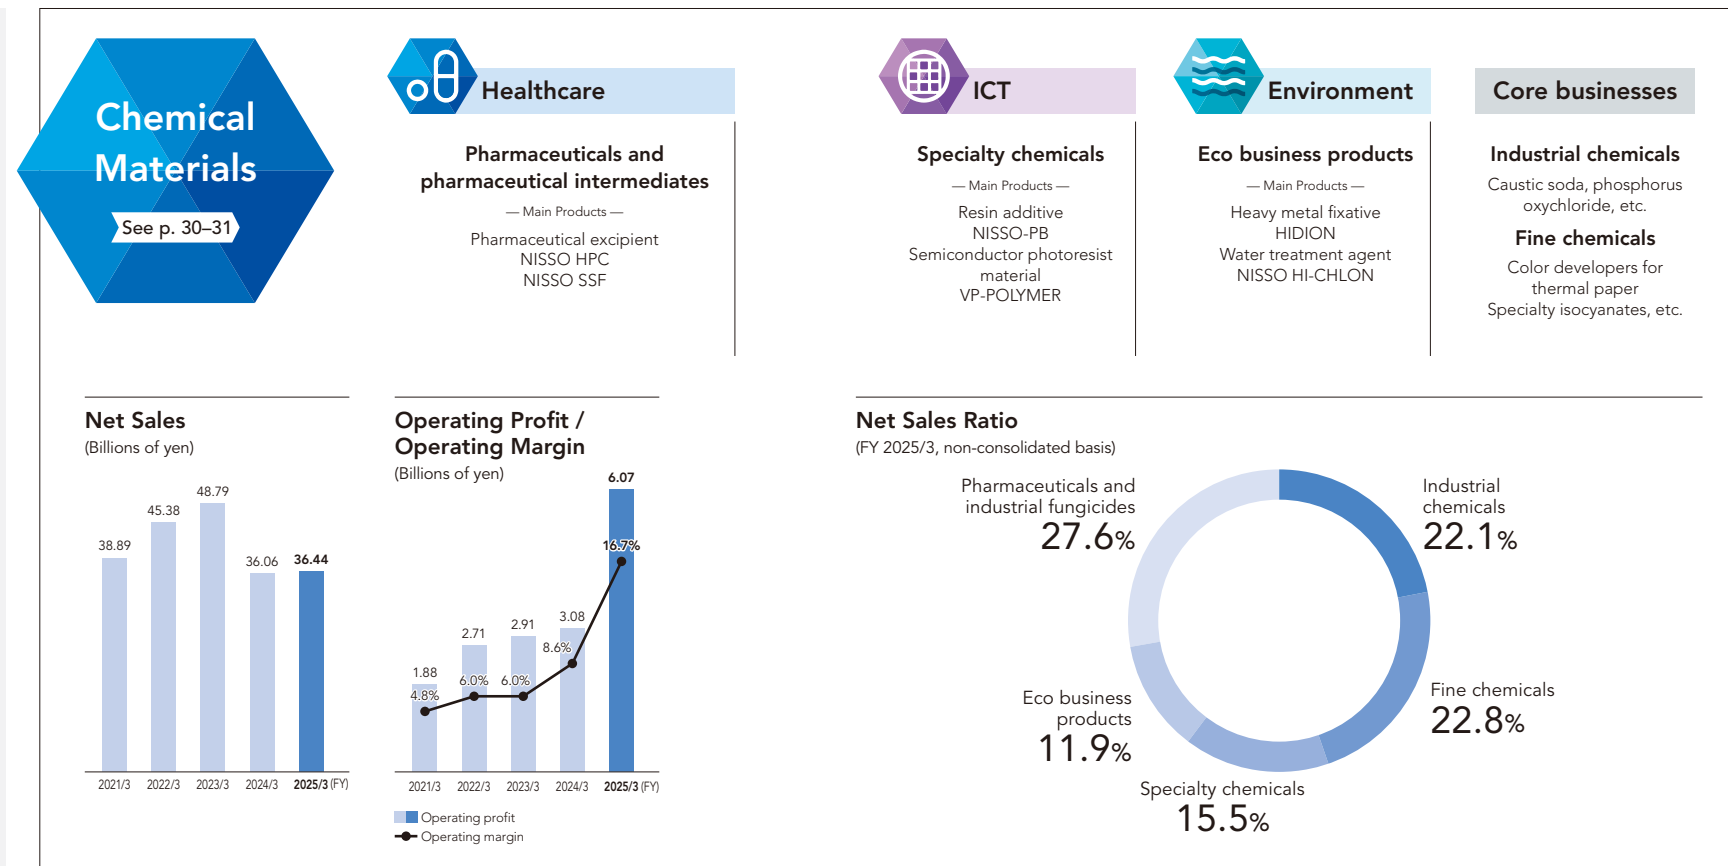 Chemical
Materials
See p. 30–31
Healthcare
Pharmaceuticals and
pharmaceutical intermediates
— Main Products —
Pharmaceutical excipient
NISSO HPC
NISSO SSF
ICT
Specialty chemicals
— Main Products —
Resin additive
NISSO-PB
Semiconductor photoresist
material
VP-POLYMER
Environment
Eco business products
— Main Products —
Heavy metal fixative
HIDION
Water treatment agent
NISSO HI-CHLON
Core businesses
Industrial chemicals
Caustic soda, phosphorus
oxychloride, etc.
Fine chemicals
Color developers for
thermal paper
Specialty isocyanates, etc.
Net Sales
(Billions of yen)
38.89
45.38
48.79
36.06
36.44
2021/3
2022/3
2023/3
2024/3
2025/3 (FY)
Operating Profit /
Operating Margin
(Billions of yen)
1.88
2.71
2.91
3.08
6.07
4.8%
6.0%
6.0%
8.6%
16.7%
2021/3
2022/3
2023/3
2024/3
2025/3 (FY)
Operating profit
Operating margin
Net Sales Ratio
(FY 2025/3, non-consolidated basis)
Pharmaceuticals and
industrial fungicides
27.6%
Industrial
chemicals
22.1%
Eco business
products
11.9%
Fine chemicals
22.8%
Specialty chemicals
15.5%